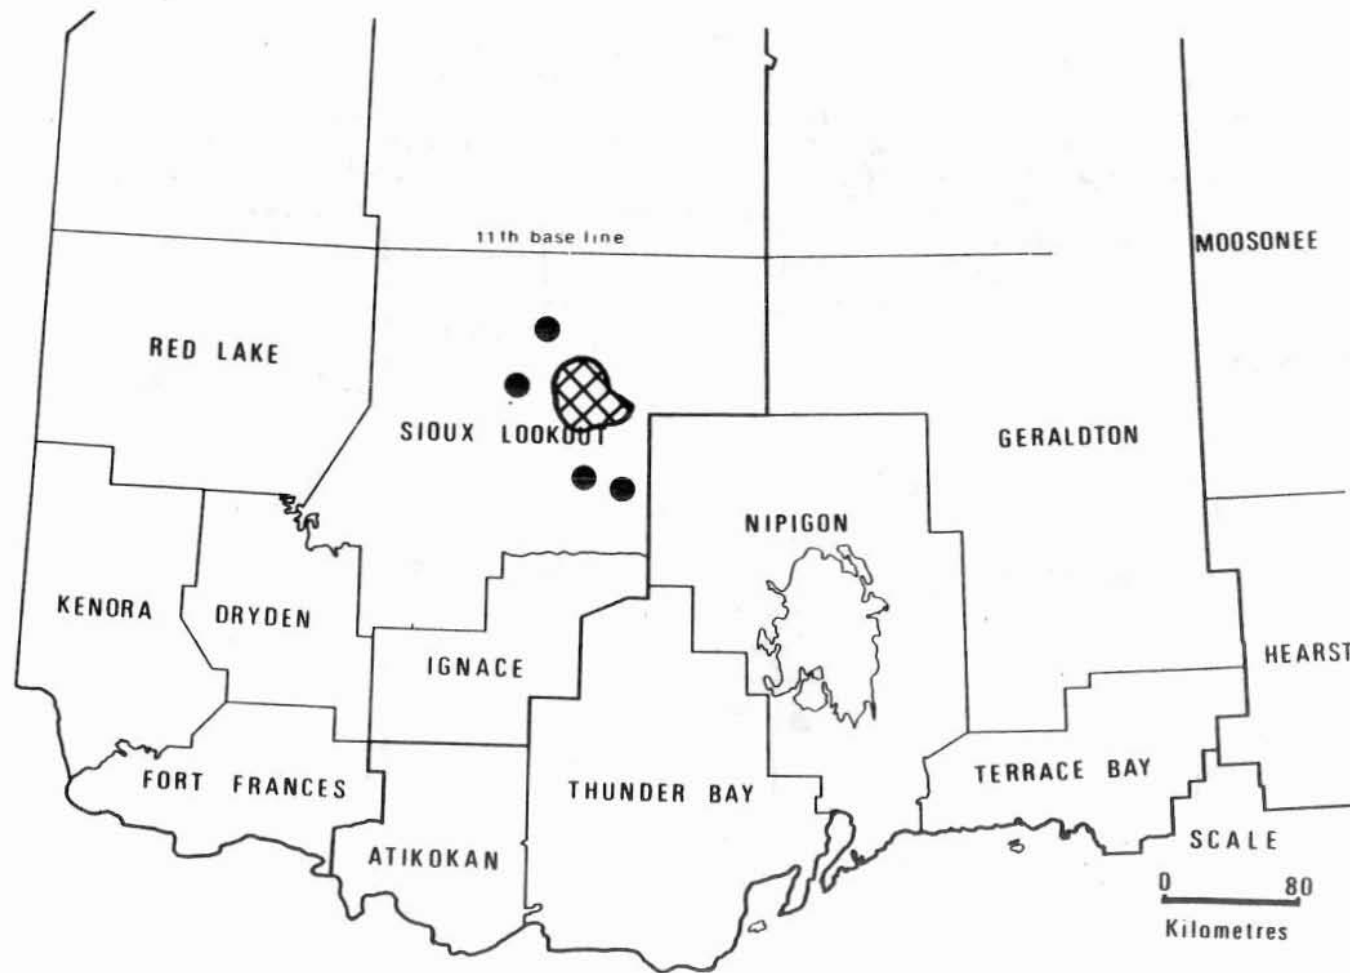 11th base line
MOOSONEE
RED LAKE
SIOUX LOOKOUT
GERALDTON
NIPIGON
KENORA
DRYDEN
IGNACE
HEARST
FORT FRANCES
THUNDER BAY
TERRACE BAY
ATIKOKAN
SCALE
0 80
Kilometres